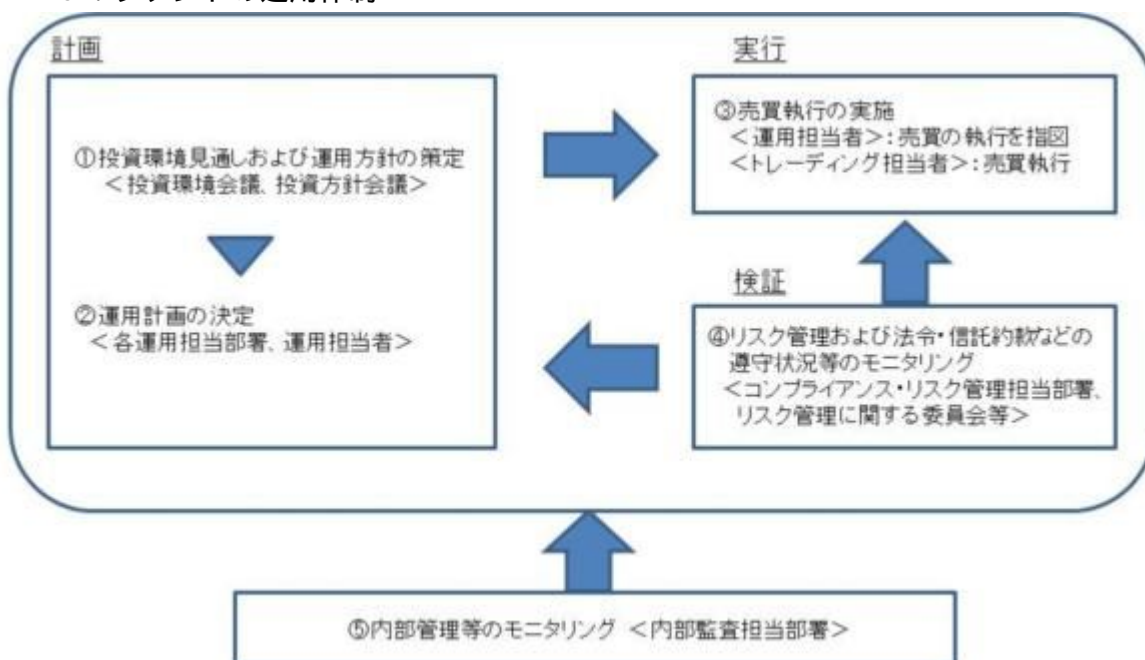 計画
①投資環境見通しおよび運用方針の策定
<投資環境会議、投資方針会議>
②運用計画の決定
<各運用担当部署、運用担当者>
実行
③売買執行の実施
<運用担当者>:売買の執行を指図
<トレーディング担当者>:売買執行
検証
④リスク管理および法令・信託約款などの
遵守状況等のモニタリング
<コンプライアンス・リスク管理担当部署、
リスク管理に関する委員会等>
⑤内部管理等のモニタリング <内部監査担当部署>